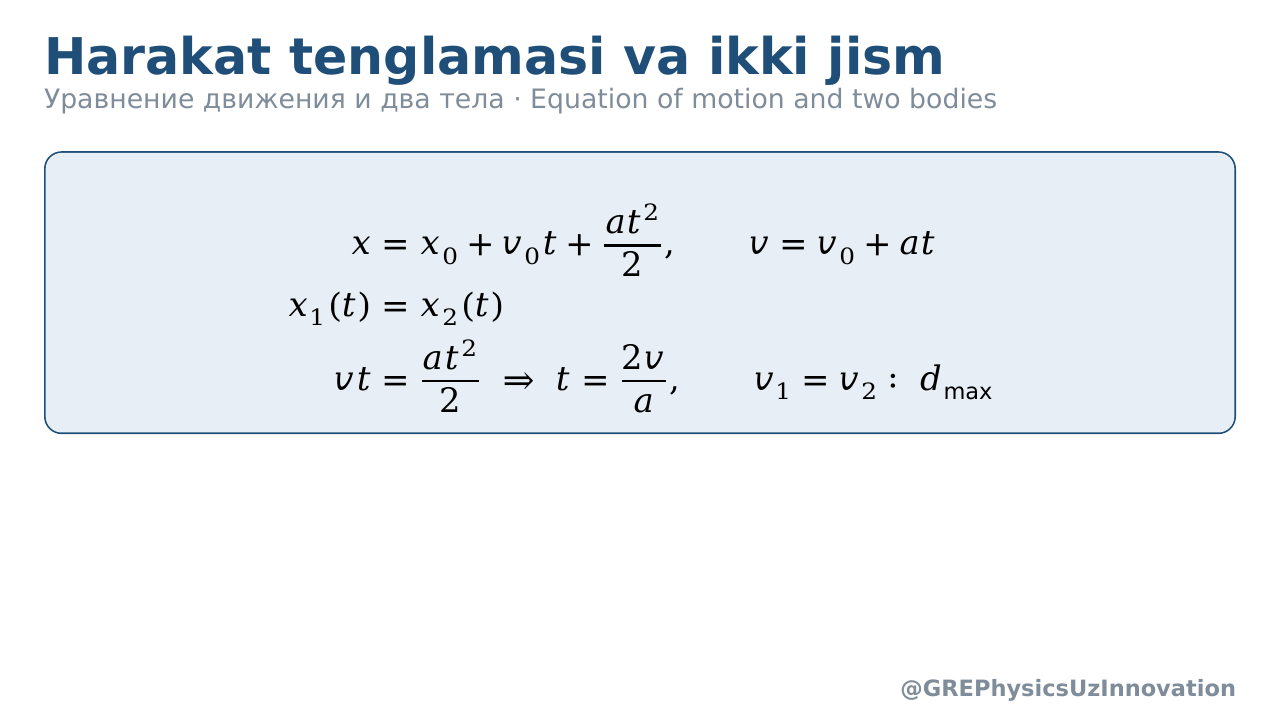 Harakat tenglamasi va ikki jism
Уравнение движения и два тела · Equation of motion and two bodies
x = x₀ + v₀t + at²/2, v = v₀ + at
x₁(t) = x₂(t)
vt = at²/2 ⇒ t = 2v/a, v₁ = v₂ : d_max
@GREPhysicsUzInnovation